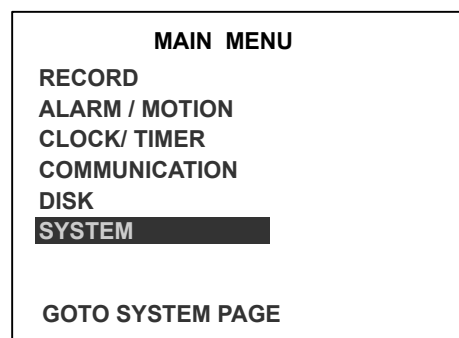 MAIN MENU
RECORD
ALARM / MOTION
CLOCK/ TIMER
COMMUNICATION
DISK
SYSTEM
GOTO SYSTEM PAGE